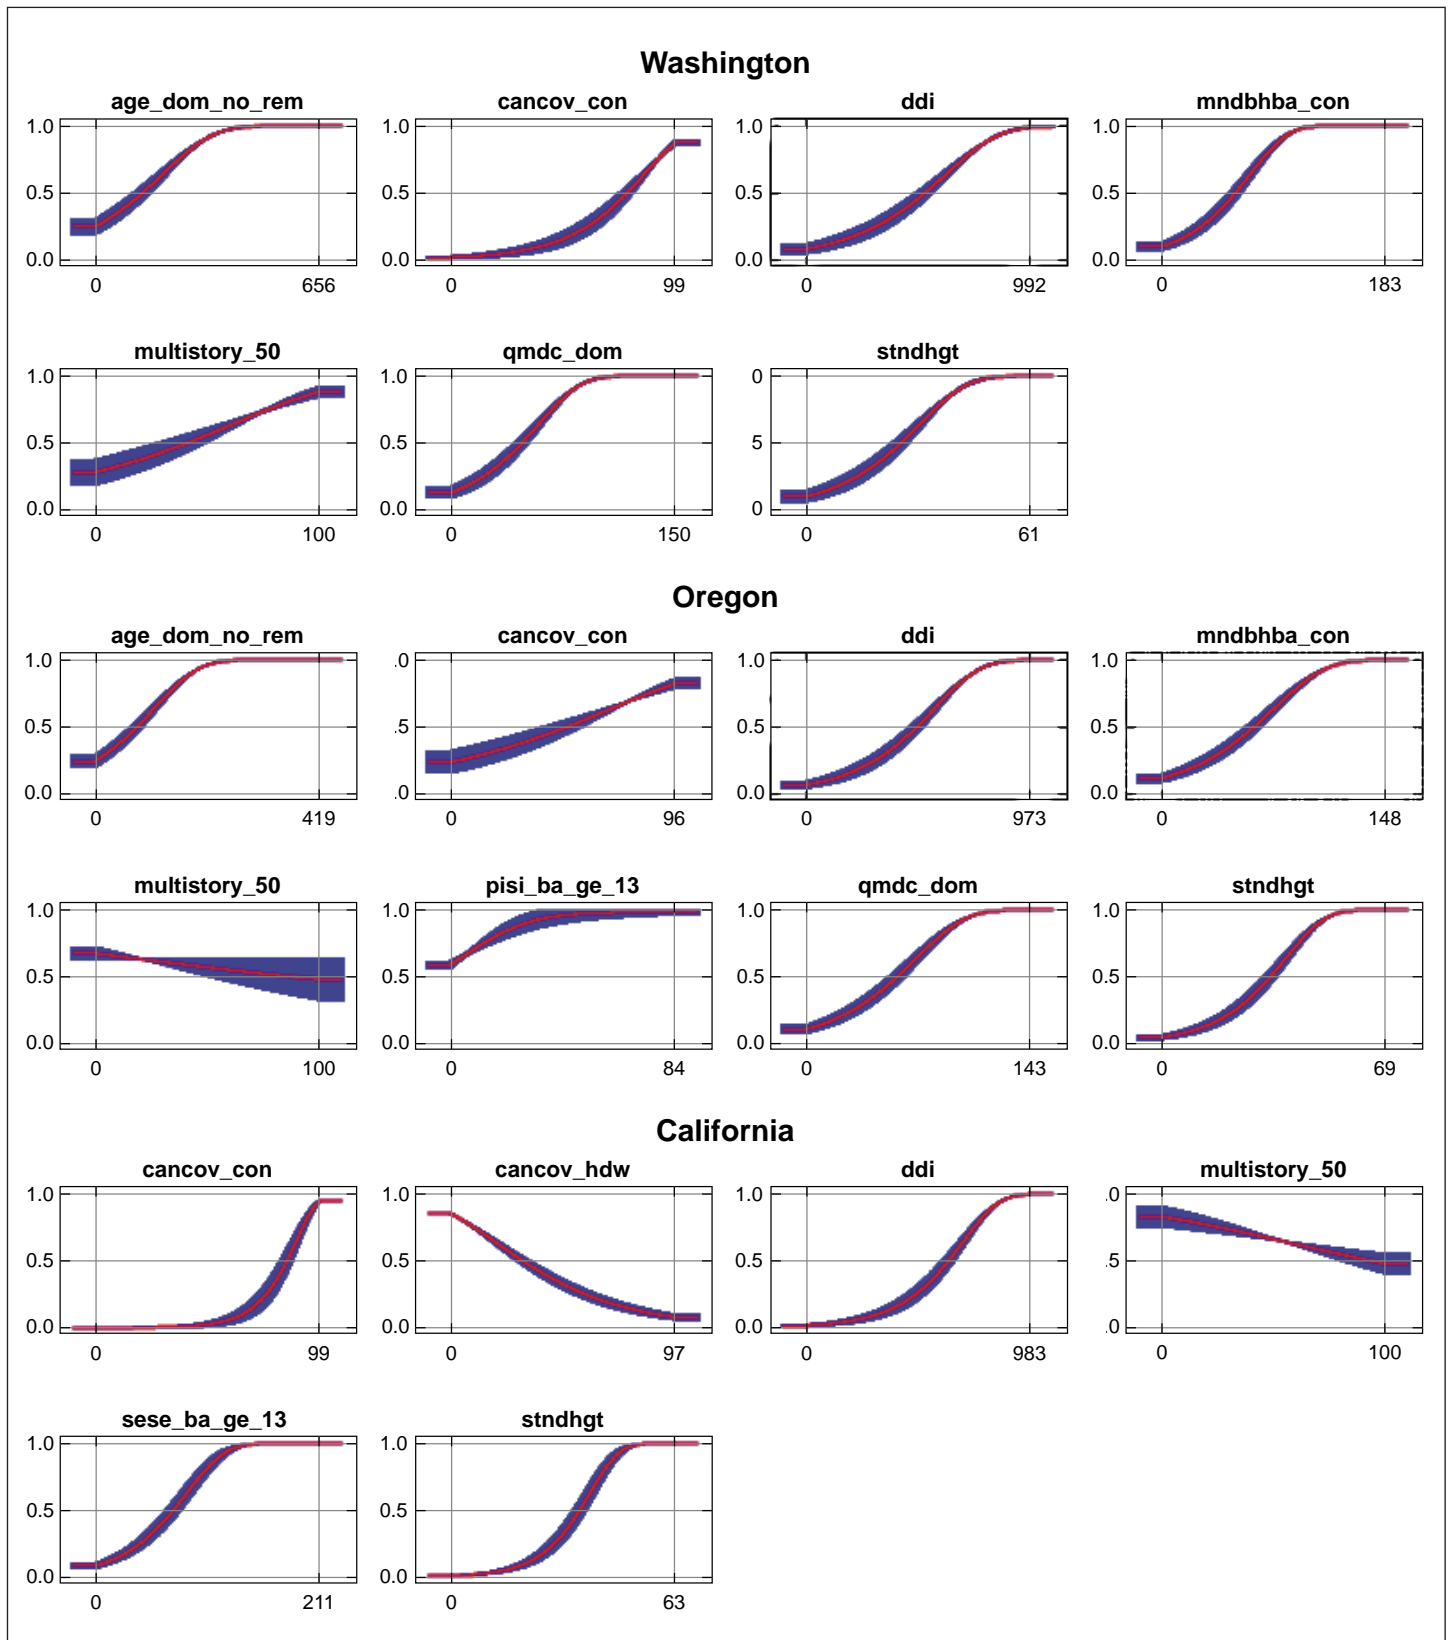 Washington
age_dom_no_rem cancov_con ddi mndbhba_con
1.0 1.0 1.0 1.0
0.5 0.5 0.5 0.5
0.0 0.0 0.0 0.0
0 656 0 99 0 992 0 183
multistory_50 qmdc_dom stndhgt
1.0 1.0 0
0.5 0.5 5
0.0 0.0 0
0 100 0 150 0 61
Oregon
age_dom_no_rem cancov_con ddi mndbhba_con
1.0 .0 1.0 1.0
0.5 .5 0.5 0.5
0.0 .0 0.0 0.0
0 419 0 96 0 973 0 148
multistory_50 pisi_ba_ge_13 qmdc_dom stndhgt
1.0 1.0 1.0 1.0
0.5 0.5 0.5 0.5
0.0 0.0 0.0 0.0
0 100 0 84 0 143 0 69
California
cancov_con cancov_hdw ddi multistory_50
1.0 1.0 1.0 .0
0.5 0.5 0.5 .5
0.0 0.0 0.0 .0
0 99 0 97 0 983 0 100
sese_ba_ge_13 stndhgt
1.0 1.0
0.5 0.5
0.0 0.0
0 211 0 63